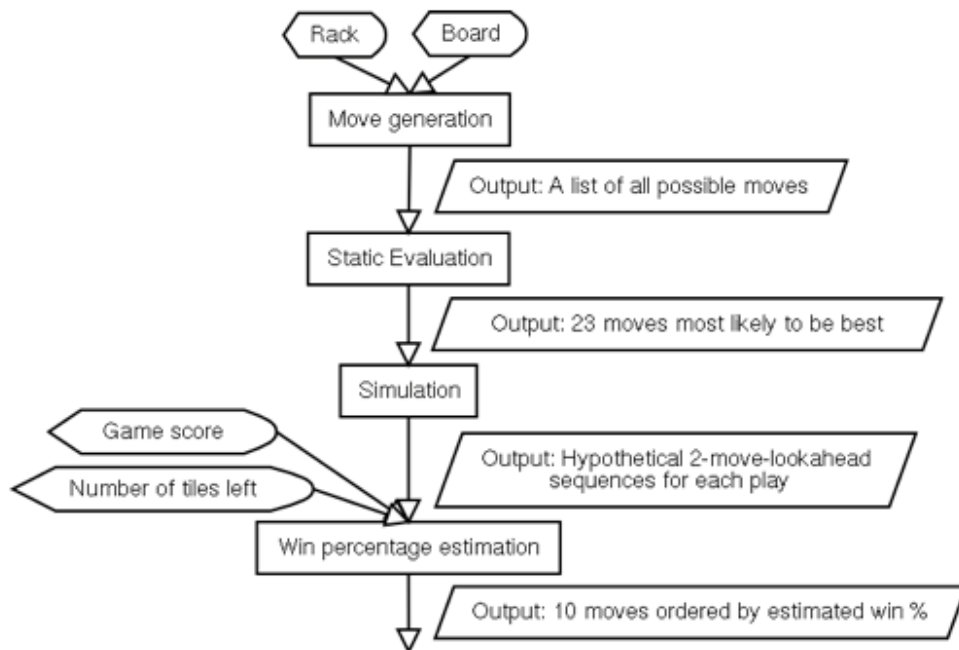 Rack
Board
Move generation
Output: A list of all possible moves
Static Evaluation
Output: 23 moves most likely to be best
Simulation
Game score
Output: Hypothetical 2-move-lookahead
sequences for each play
Number of tiles left
Win percentage estimation
Output: 10 moves ordered by estimated win %